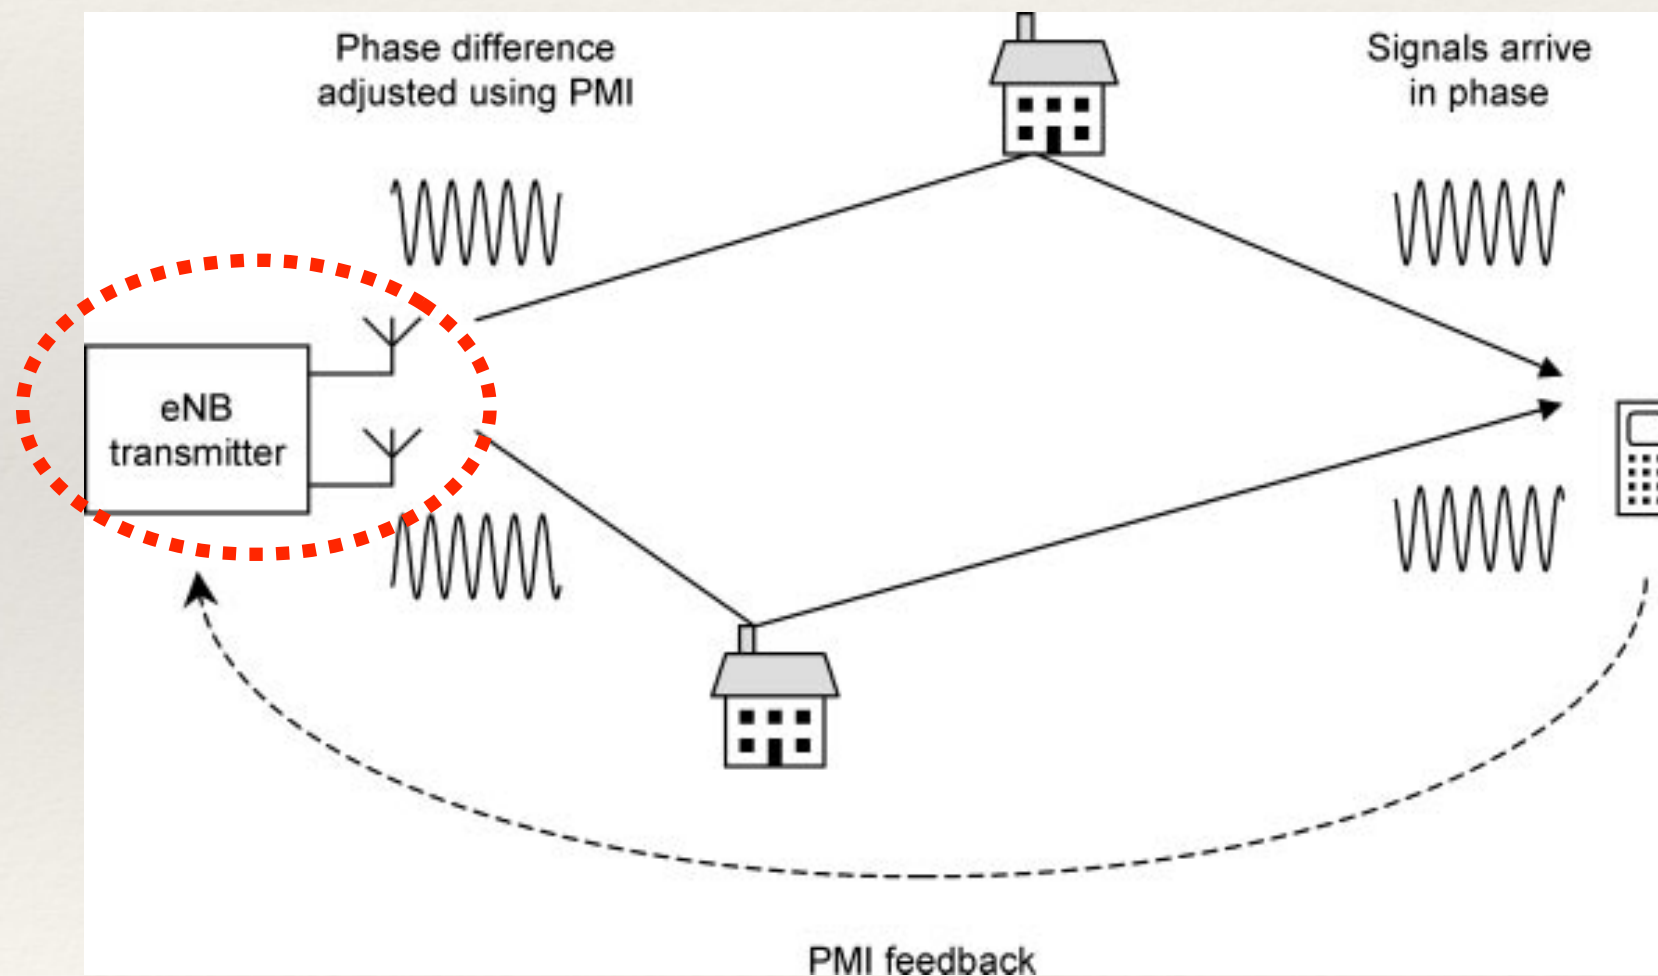 Phase difference
adjusted using PMI
Signals arrive
in phase
eNB
transmitter
PMI feedback